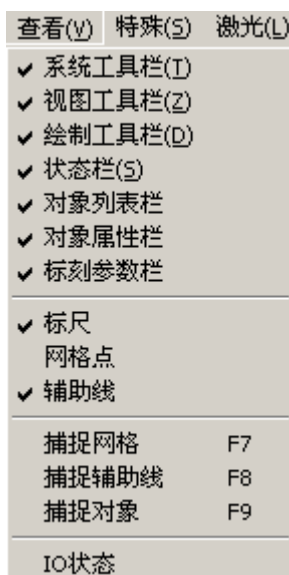 查看(V) 特殊(S) 激光(L)
系统工具栏(T)
视图工具栏(Z)
绘制工具栏(D)
状态栏(S)
对象列表栏
对象属性栏
标刻参数栏
标尺
网格点
辅助线
捕捉网格 F7
捕捉辅助线 F8
捕捉对象 F9
IO状态